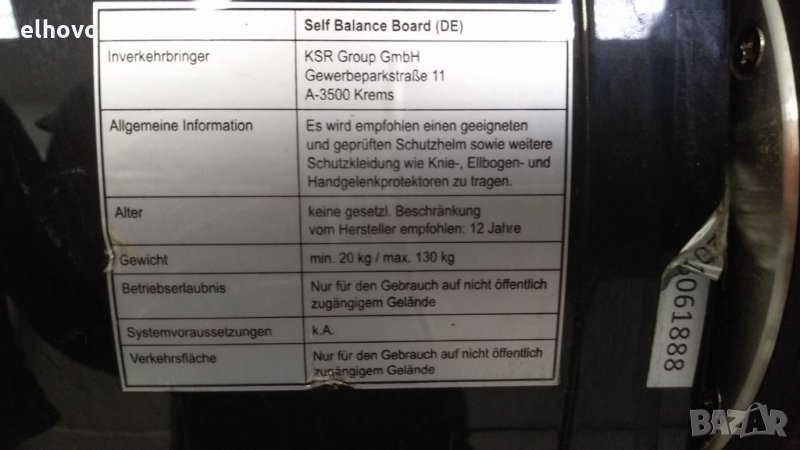 elhovo
Self Balance Board (DE)
Inverkehrbringer
KSR Group GmbH
Gewerbeparkstraße 11
A-3500 Krems
Allgemeine Information
Es wird empfohlen einen geeigneten
und geprüften Schutzhelm sowie weitere
Schutzkleidung wie Knie-, Ellbogen- und
Handgelenkprotektoren zu tragen.
Alter
keine gesetzl. Beschränkung
vom Hersteller empfohlen: 12 Jahre
Gewicht
min. 20 kg / max. 130 kg
Betriebserlaubnis
Nur für den Gebrauch auf nicht öffentlich
zugängigem Gelände
Systemvoraussetzungen
k.A.
Verkehrsfläche
Nur für den Gebrauch auf nicht öffentlich
zugängigem Gelände
061888
BAZAR